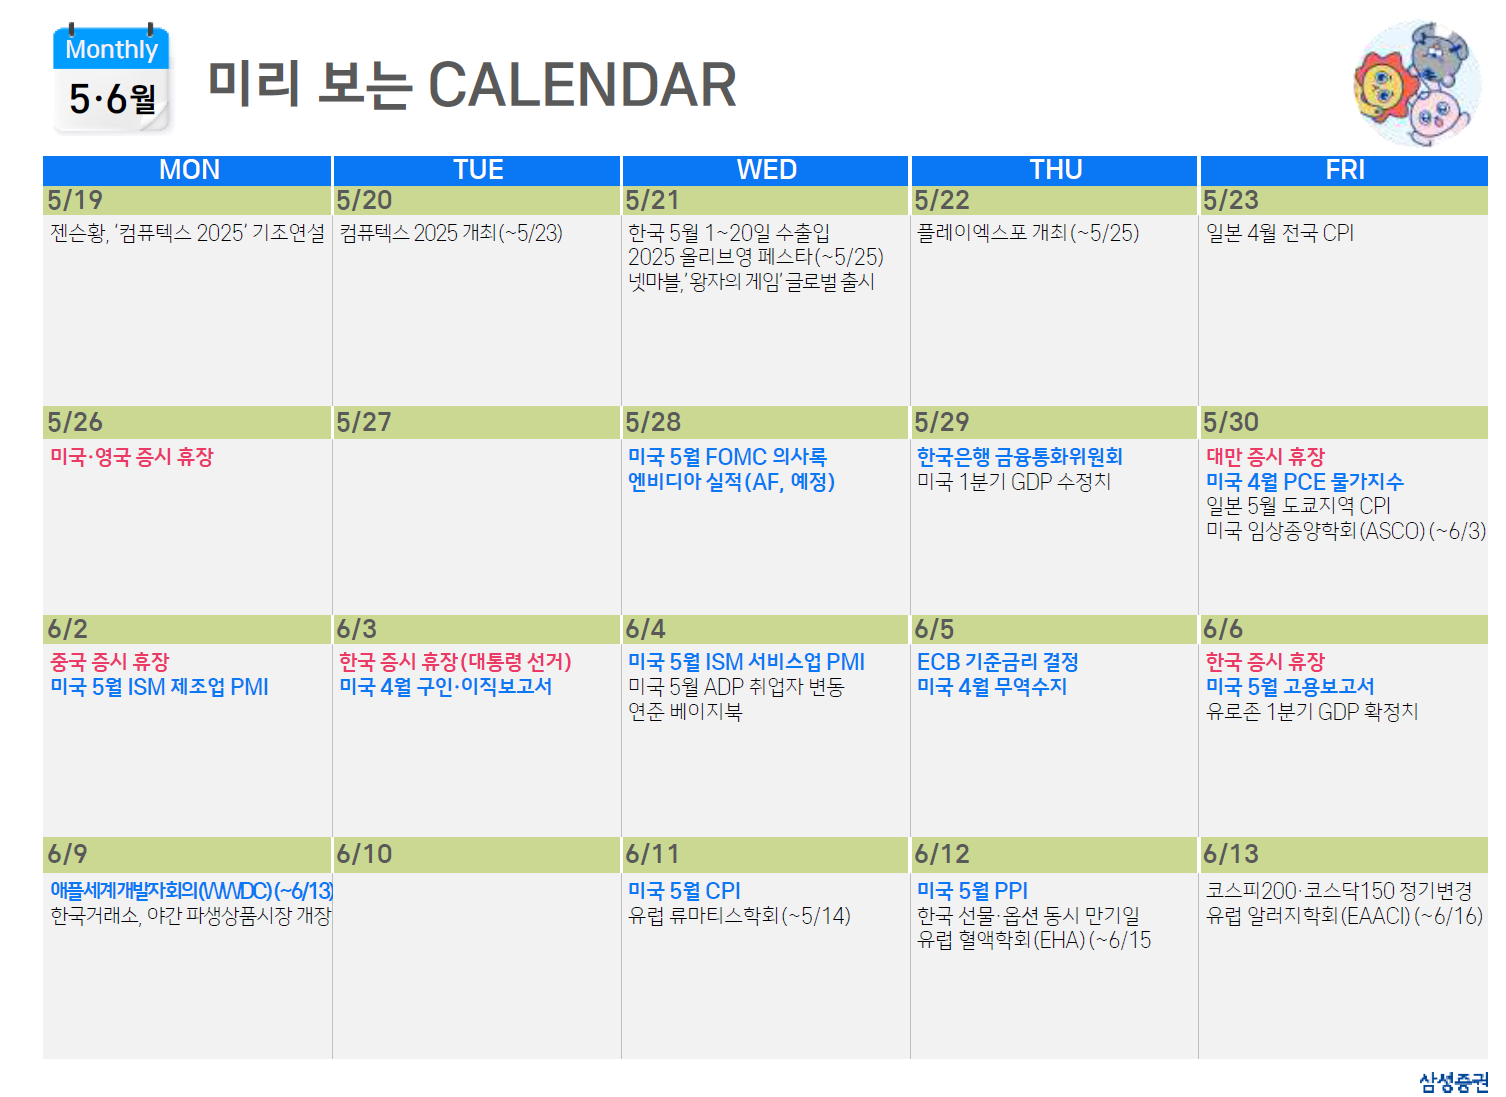 Monthly
5·6월
미리 보는 CALENDAR
MON TUE WED THU FRI
5/19 5/20 5/21 5/22 5/23
젠슨황, ‘컴퓨텍스 2025’ 기조연설
컴퓨텍스 2025 개최(~5/23)
한국 5월 1~20일 수출입
2025 올리브영 페스타(~5/25)
넷마블,‘왕자의 게임’ 글로벌 출시
플레이엑스포 개최(~5/25)
일본 4월 전국 CPI
5/26 5/27 5/28 5/29 5/30
미국·영국 증시 휴장
미국 5월 FOMC 의사록
엔비디아 실적(AF, 예정)
한국은행 금융통화위원회
미국 1분기 GDP 수정치
대만 증시 휴장
미국 4월 PCE 물가지수
일본 5월 도쿄지역 CPI
미국 임상종양학회(ASCO)(~6/3)
6/2 6/3 6/4 6/5 6/6
중국 증시 휴장
미국 5월 ISM 제조업 PMI
한국 증시 휴장(대통령 선거)
미국 4월 구인·이직보고서
미국 5월 ISM 서비스업 PMI
미국 5월 ADP 취업자 변동
연준 베이지북
ECB 기준금리 결정
미국 4월 무역수지
한국 증시 휴장
미국 5월 고용보고서
유로존 1분기 GDP 확정치
6/9 6/10 6/11 6/12 6/13
애플세계개발자회의(WWDC)(~6/13)
한국거래소, 야간 파생상품시장 개장
미국 5월 CPI
유럽 류마티스학회(~5/14)
미국 5월 PPI
한국 선물·옵션 동시 만기일
유럽 혈액학회(EHA)(~6/15
코스피200·코스닥150 정기변경
유럽 알러지학회(EAACI)(~6/16)
삼성증권